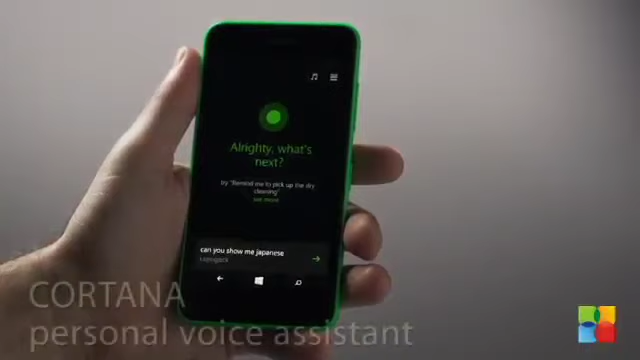 Alrighty, what's
next?
try "Remind me to pick up the dry
cleaning"
see more
can you show me japanese
CORTANA
personal voice assistant